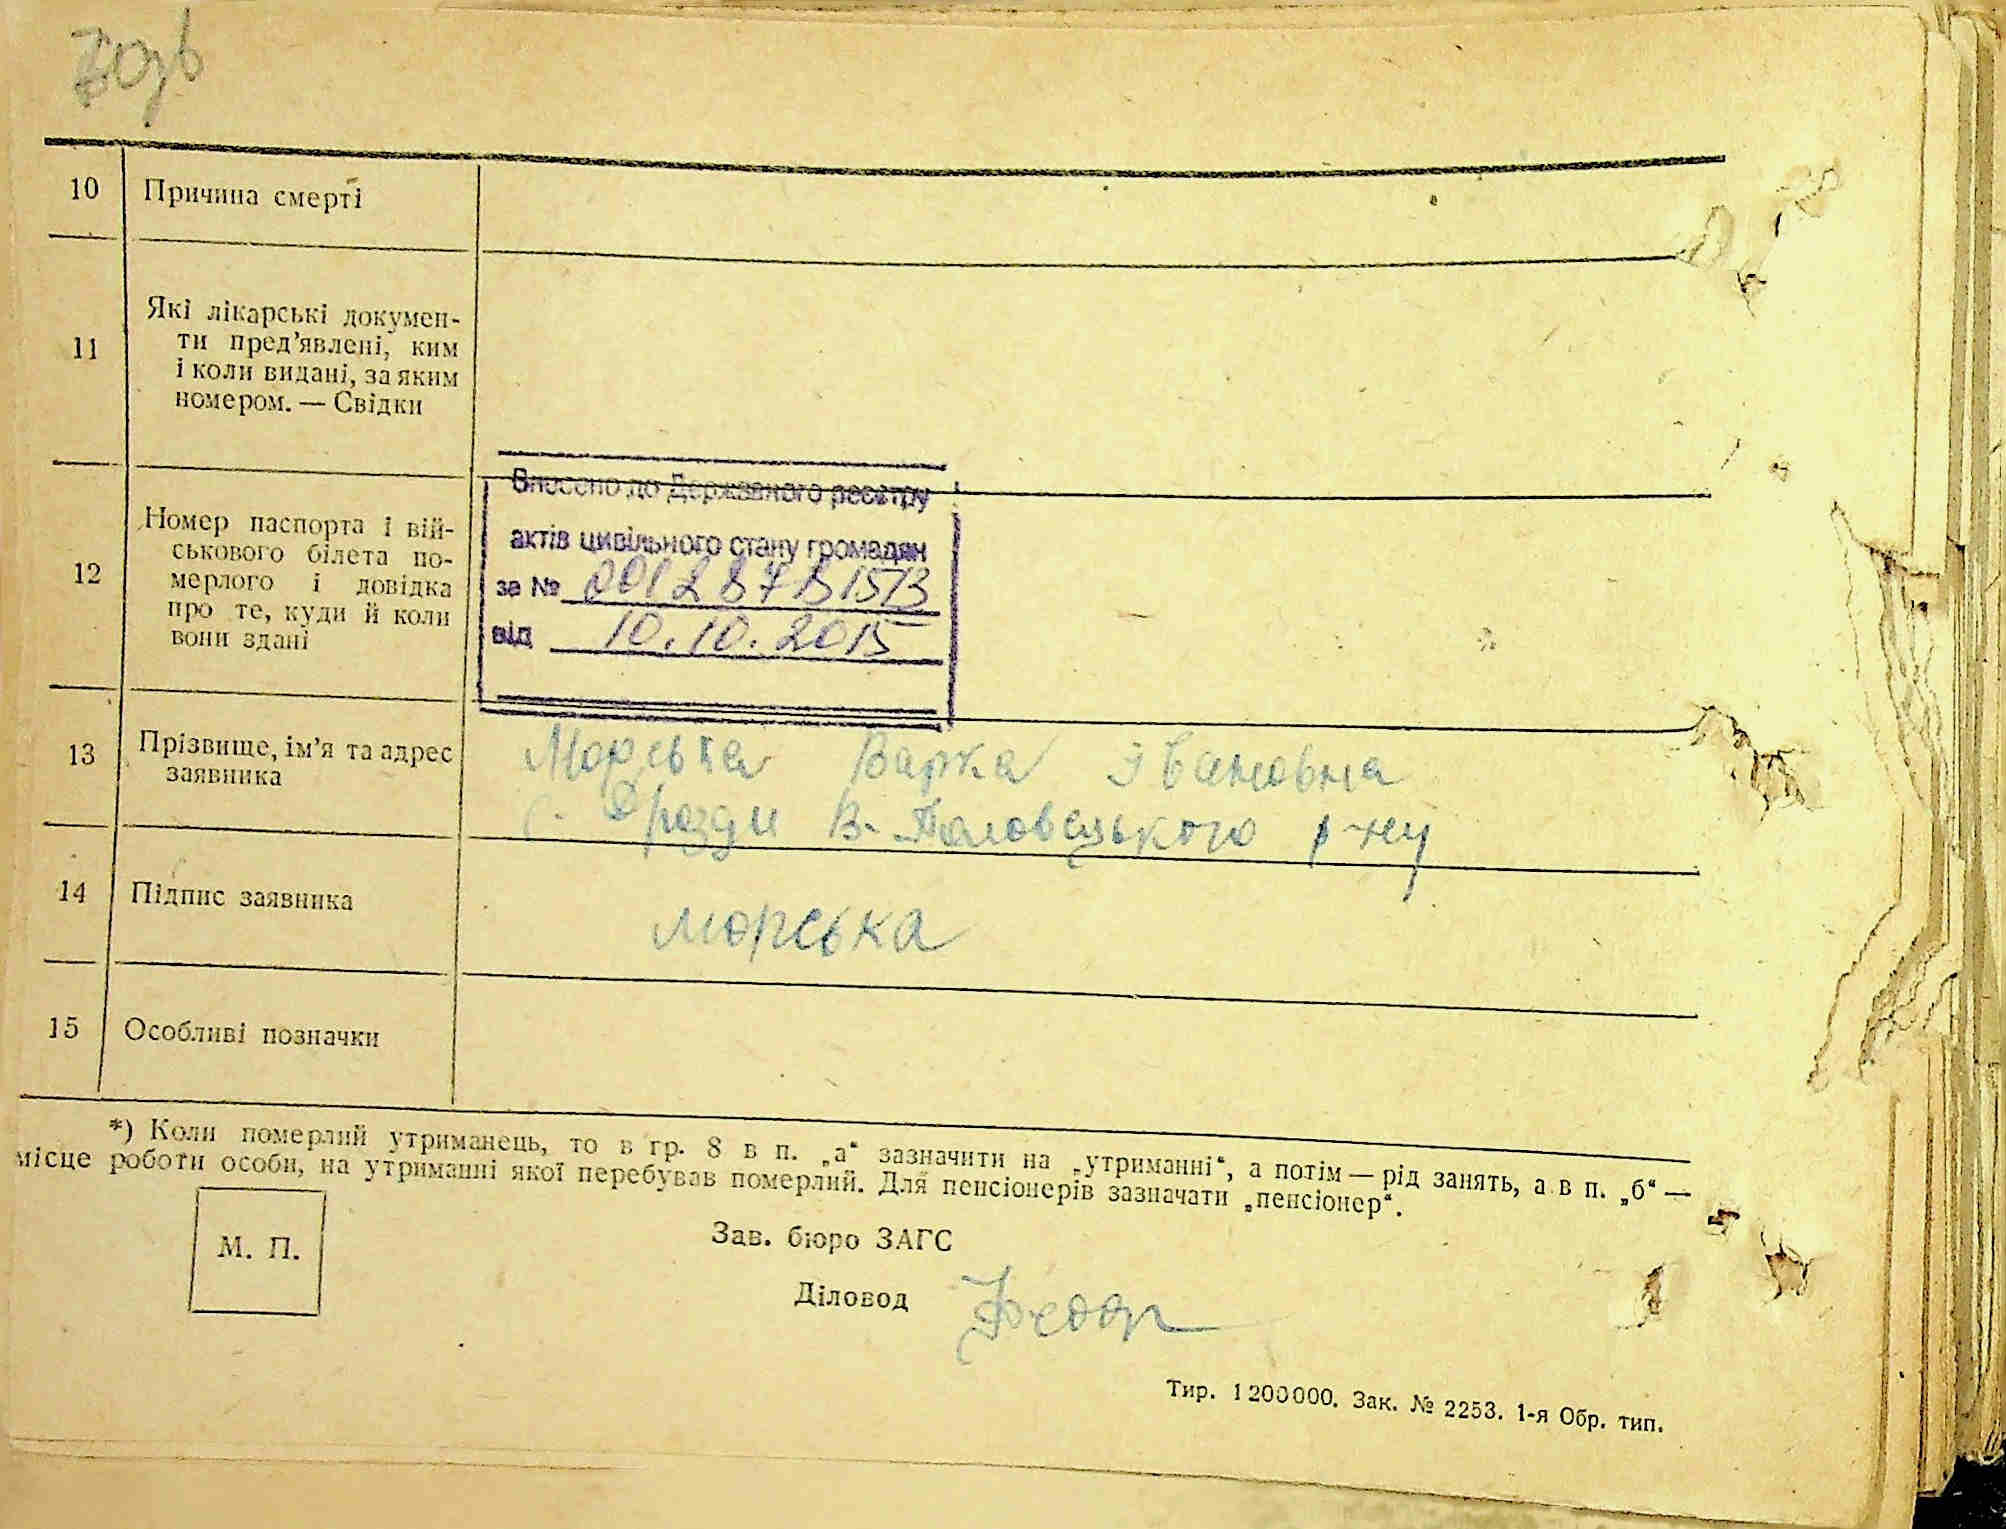 10 Причина смерті
11 Які лікарські докумен-
ти пред'явлені, ким
і коли видані, за яким
номером. — Свідки
12 Номер паспорта і вій-
ськового білета по-
мерлого і довідка
про те, куди й коли
вони здані
Внесено до Державного реєстру
актів цивільного стану громадян
за №
від 10.10.2015
13 Прізвище, ім'я та адрес
заявника
Морська Варка Івановна
с. Дрозди В-Половецького р-ну
14 Підпис заявника
Морська
15 Особливі позначки
*) Коли померлий утриманець, то в гр. 8 в п. „а“ зазначити на „утриманні“, а потім — рід занять, а в п. „б“ —
місце роботи особи, на утриманні якої перебував померлий. Для пенсіонерів зазначати „пенсіонер“.
М. П.
Зав. бюро ЗАГС
Діловод
Тир. 1200000. Зак. № 2253. 1-я Обр. тип.